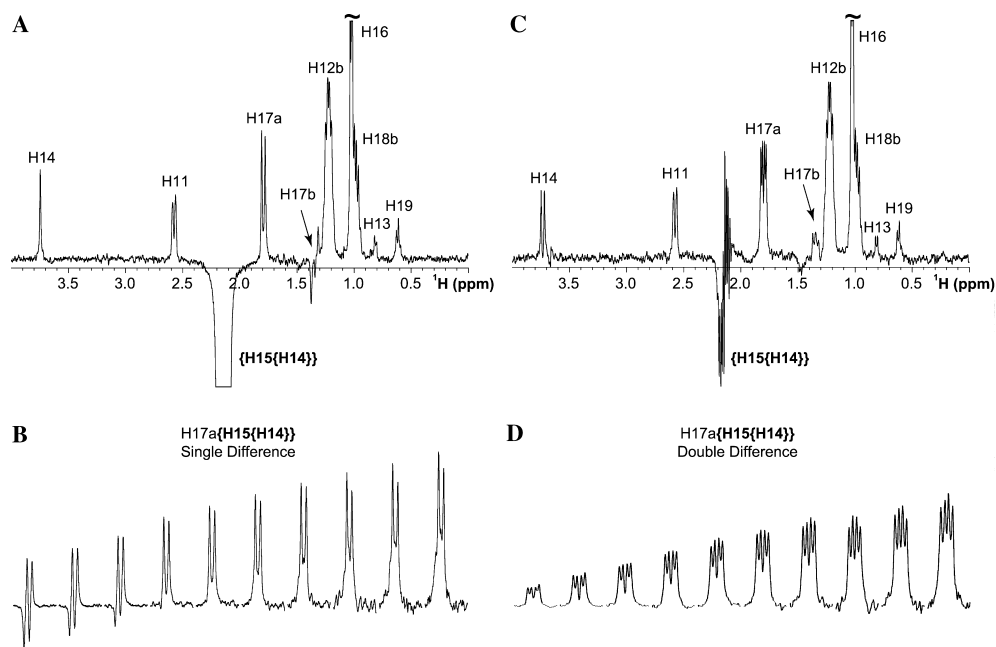 A
~
H16
H12b
H17a
H18b
H14
H11
H17b
H19
H13
3.5 3.0 2.5 2.0 1.5 1.0 0.5 ¹H (ppm)
{H15{H14}}
C
~
H16
H12b
H17a
H18b
H14
H11
H17b
H19
H13
3.5 3.0 2.5 2.0 1.5 1.0 0.5 ¹H (ppm)
{H15{H14}}
B
H17a{H15{H14}}
Single Difference
D
H17a{H15{H14}}
Double Difference